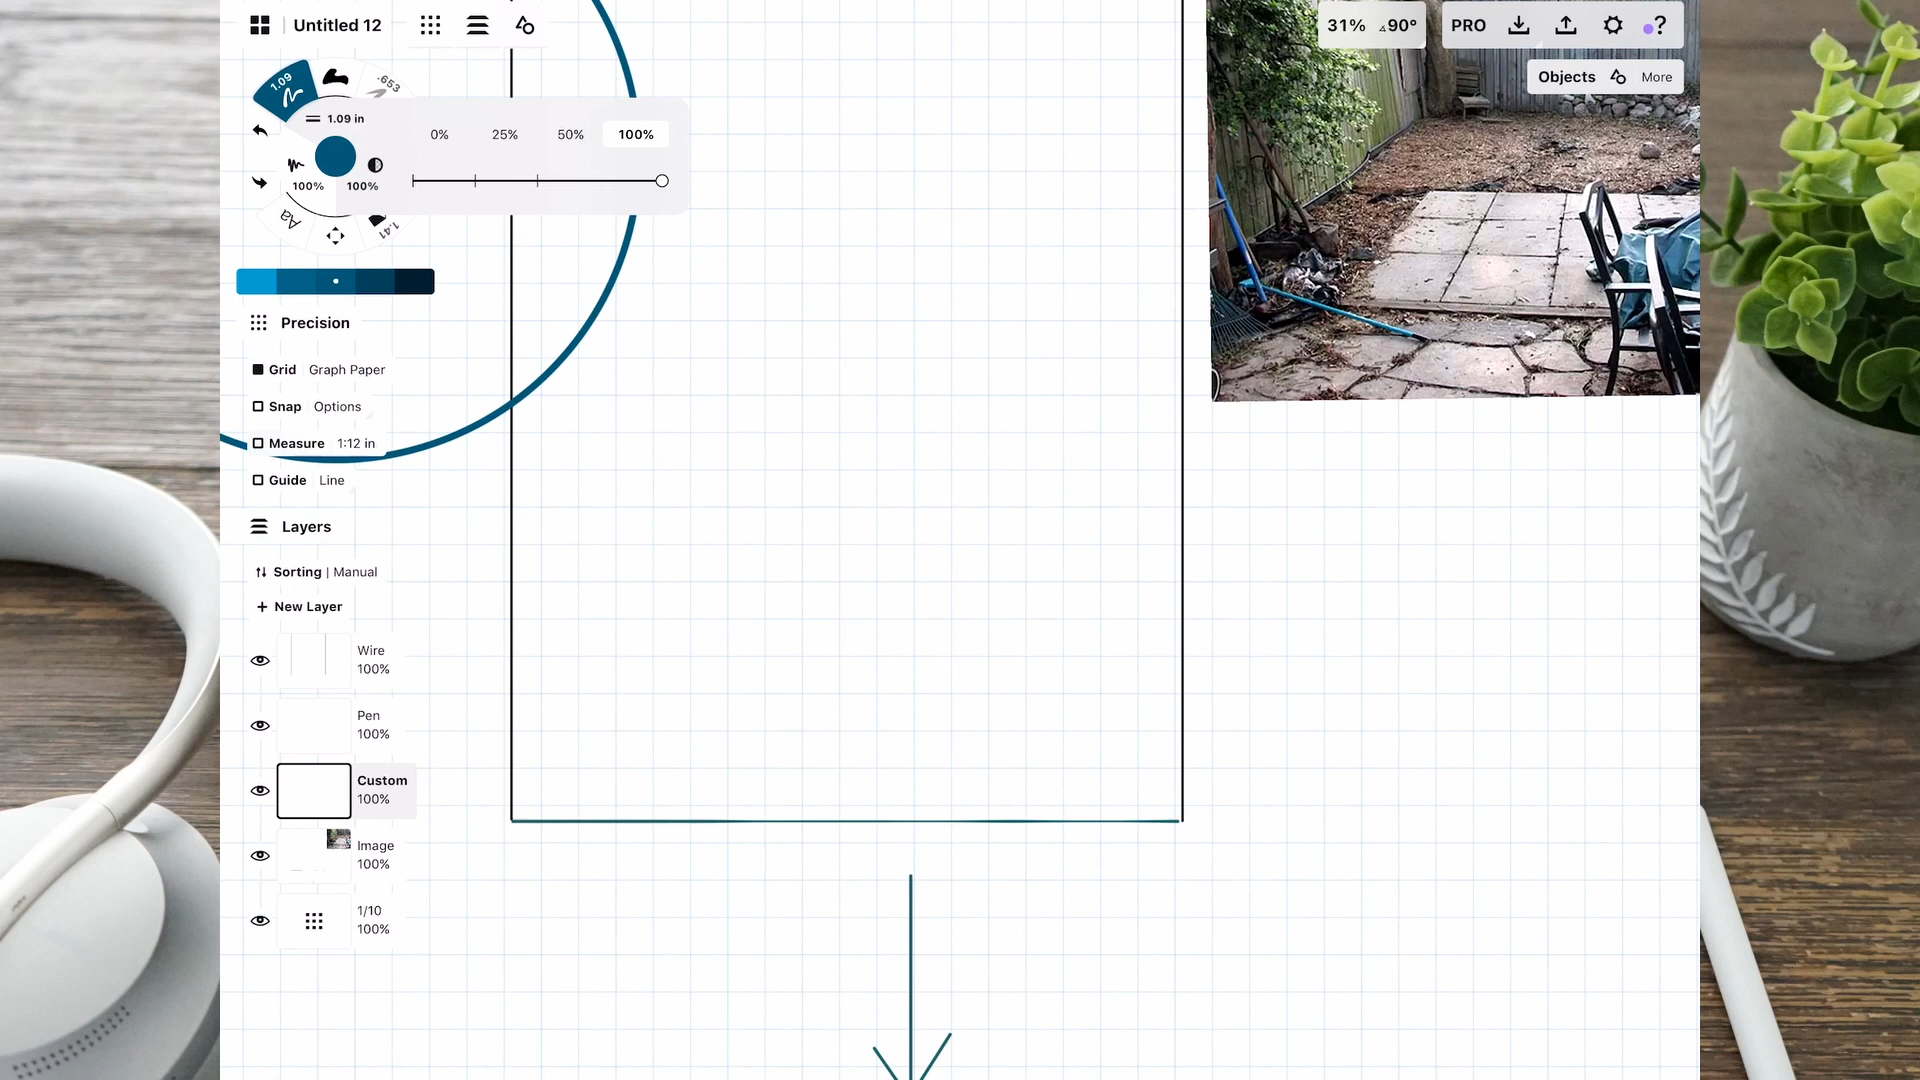 Untitled 12
31% 90°
PRO
?
Objects More
1.09
.653
1.09 in
0% 25% 50% 100%
100% 100%
Aa
1.41
Precision
Grid Graph Paper
Snap Options
Measure 1:12 in
Guide Line
Layers
Sorting | Manual
+ New Layer
Wire
100%
Pen
100%
Custom
100%
Image
100%
1/10
100%